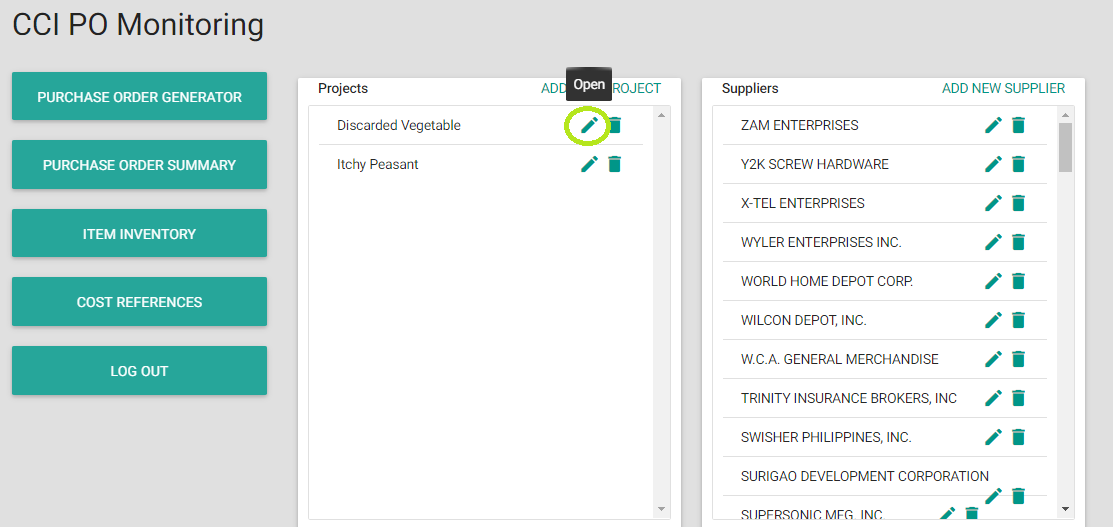 CCI PO Monitoring
PURCHASE ORDER GENERATOR
PURCHASE ORDER SUMMARY
ITEM INVENTORY
COST REFERENCES
LOG OUT
Open
Projects
ADD ROJECT
Discarded Vegetable
Itchy Peasant
Suppliers
ADD NEW SUPPLIER
ZAM ENTERPRISES
Y2K SCREW HARDWARE
X-TEL ENTERPRISES
WYLER ENTERPRISES INC.
WORLD HOME DEPOT CORP.
WILCON DEPOT, INC.
W.C.A. GENERAL MERCHANDISE
TRINITY INSURANCE BROKERS, INC
SWISHER PHILIPPINES, INC.
SURIGAO DEVELOPMENT CORPORATION
SUPERSONIC MFG. INC